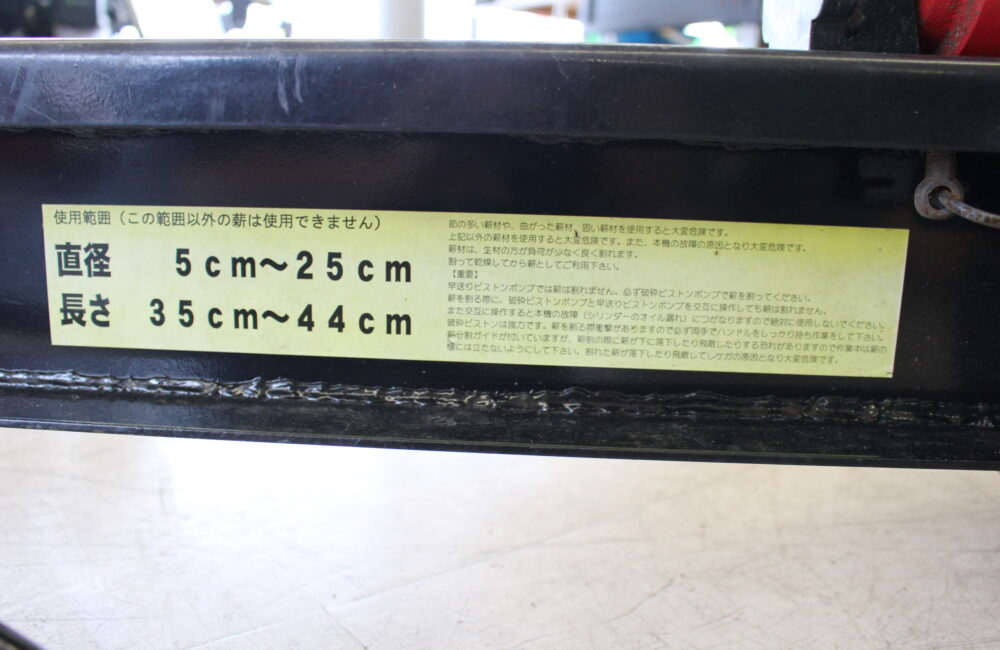 使用範囲（この範囲以外の薪は使用できません）
直径 5cm～25cm
長さ 35cm～44cm
節の多い薪材や、曲がった薪材、固い薪材を使用すると大変危険です。
上記以外の薪材を使用すると大変危険です。また、本機の故障の原因となり大変危険です。
薪材は、生材の方が負荷が少なく良く割れます。
割って乾燥してから薪としてご利用下さい。
【重要】
早送りピストンポンプでは薪は割れません。必ず破砕ピストンポンプで薪を割ってください。
薪を割る際に、破砕ピストンポンプと早送りピストンポンプを交互に操作しても薪は割れません。
また交互に操作すると本機の故障（シリンダーのオイル漏れ）につながりますので絶対に使用しないでください。
破砕ピストンは強力です。薪を割る際衝撃がありますので必ず両手でハンドルをしっかり持ち作業をして下さい。
薪分割ガイドが付いていますが、薪割の際に薪が下に落下したり飛散したりする恐れがありますので作業中は薪の
側には立たないようにして下さい。割れた薪が落下したり飛散してしケガの原因となり大変危険です。